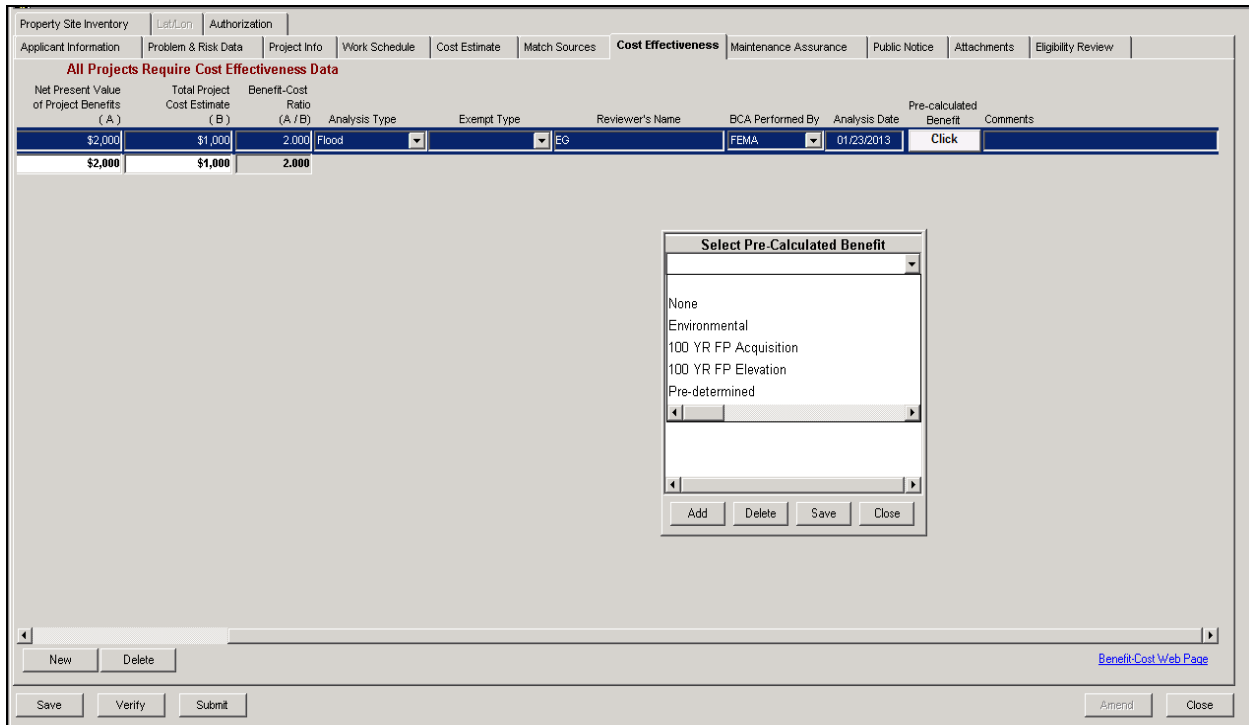 Property Site Inventory Lat/Lon Authorization
Applicant Information Problem & Risk Data Project Info Work Schedule Cost Estimate Match Sources Cost Effectiveness Maintenance Assurance Public Notice Attachments Eligibility Review
All Projects Require Cost Effectiveness Data
Net Present Value Total Project Benefit-Cost
of Project Benefits Cost Estimate Ratio Pre-calculated
( A ) ( B ) (A / B) Analysis Type Exempt Type Reviewer's Name BCA Performed By Analysis Date Benefit Comments
$2,000 $1,000 2.000 Flood EG FEMA 01/23/2013 Click
$2,000 $1,000 2.000
Select Pre-Calculated Benefit
None
Environmental
100 YR FP Acquisition
100 YR FP Elevation
Pre-determined
Add Delete Save Close
New Delete Benefit-Cost Web Page
Save Verify Submit Amend Close